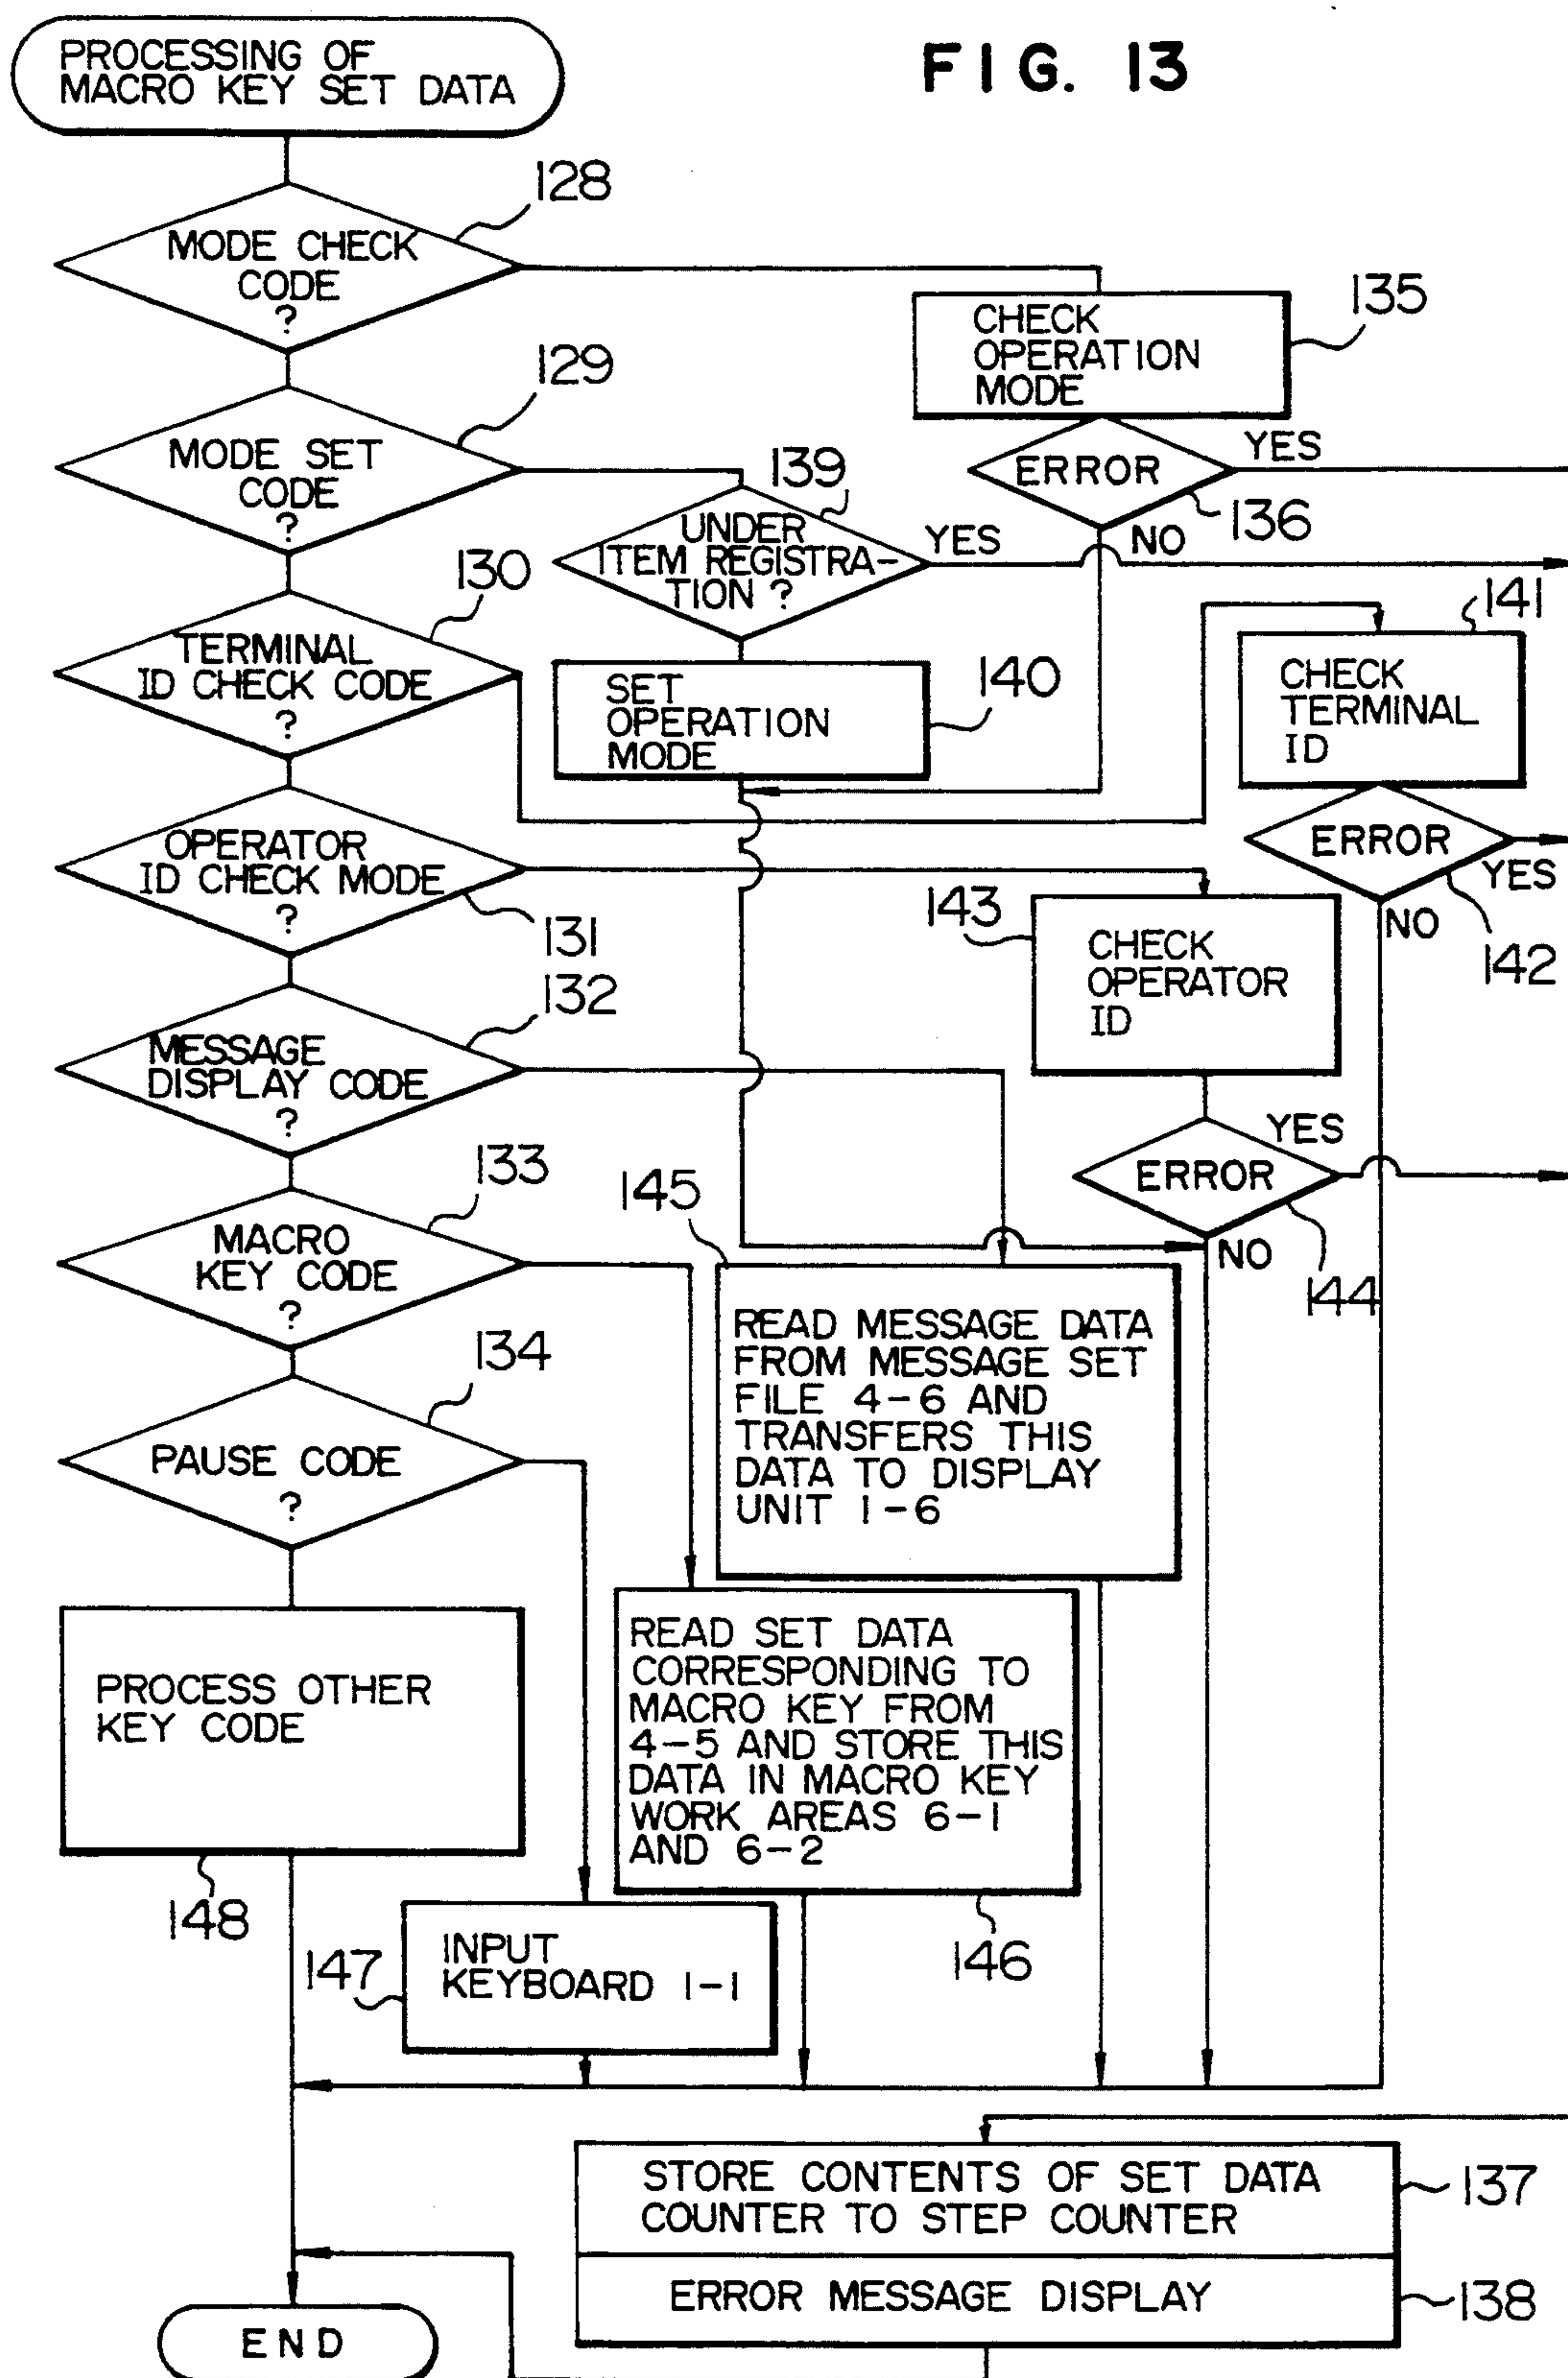 FIG. 13
PROCESSING OF
MACRO KEY SET DATA
128
MODE CHECK
CODE
?
135
CHECK
OPERATION
MODE
129
MODE SET
CODE
?
139
UNDER
ITEM REGISTRA-
TION ?
YES
ERROR
YES
136
NO
130
TERMINAL
ID CHECK CODE
?
SET
OPERATION
MODE
140
141
CHECK
TERMINAL
ID
ERROR
YES
NO
142
OPERATOR
ID CHECK MODE
?
131
143
CHECK
OPERATOR
ID
132
MESSAGE
DISPLAY CODE
?
YES
ERROR
NO
144
133
MACRO
KEY CODE
?
145
READ MESSAGE DATA
FROM MESSAGE SET
FILE 4-6 AND
TRANSFERS THIS
DATA TO DISPLAY
UNIT 1-6
134
PAUSE CODE
?
READ SET DATA
CORRESPONDING TO
MACRO KEY FROM
4-5 AND STORE THIS
DATA IN MACRO KEY
WORK AREAS 6-1
AND 6-2
146
PROCESS OTHER
KEY CODE
148
147
INPUT
KEYBOARD 1-1
STORE CONTENTS OF SET DATA
COUNTER TO STEP COUNTER
137
ERROR MESSAGE DISPLAY
138
END